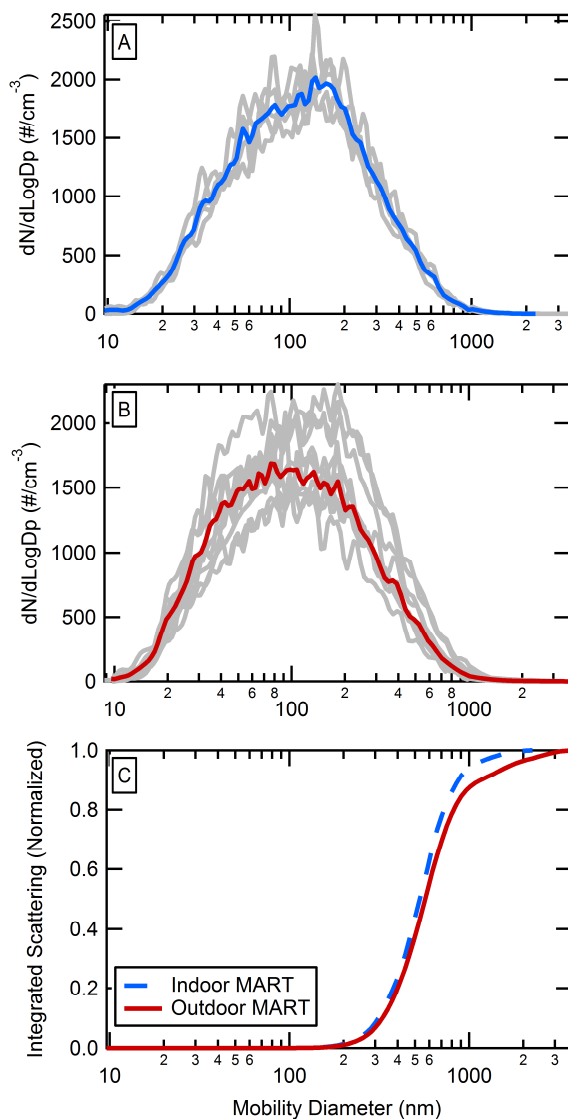 A
dN/dLogDp (#/cm-3)
2500
2000
1500
1000
500
0
10 2 3 4 5 6 100 2 3 4 5 6 1000 2 3
B
dN/dLogDp (#/cm-3)
2000
1500
1000
500
0
10 2 4 6 8 100 2 4 6 8 1000 2
C
Integrated Scattering (Normalized)
1.0
0.8
0.6
0.4
0.2
0.0
Indoor MART
Outdoor MART
10 2 3 4 5 6 100 2 3 4 5 6 1000 2 3
Mobility Diameter (nm)